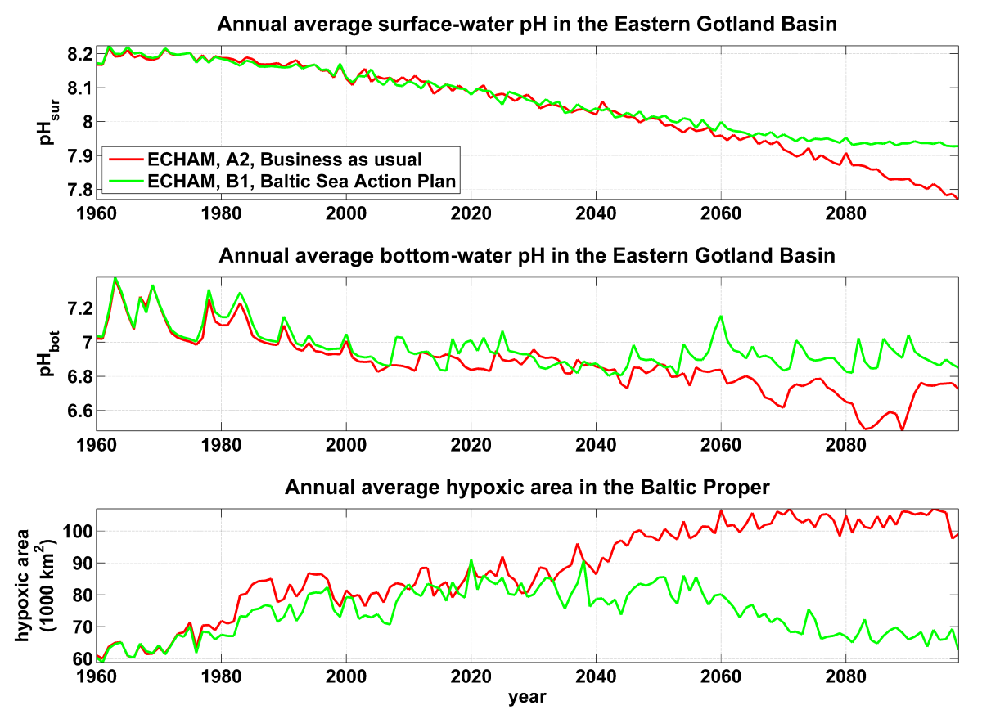 Annual average surface-water pH in the Eastern Gotland Basin
pHsur
8.2
8.1
8
7.9
7.8
ECHAM, A2, Business as usual
ECHAM, B1, Baltic Sea Action Plan
1960 1980 2000 2020 2040 2060 2080
Annual average bottom-water pH in the Eastern Gotland Basin
pHbot
7.2
7
6.8
6.6
1960 1980 2000 2020 2040 2060 2080
Annual average hypoxic area in the Baltic Proper
hypoxic area
(1000 km2)
100
90
80
70
60
1960 1980 2000 2020 2040 2060 2080
year